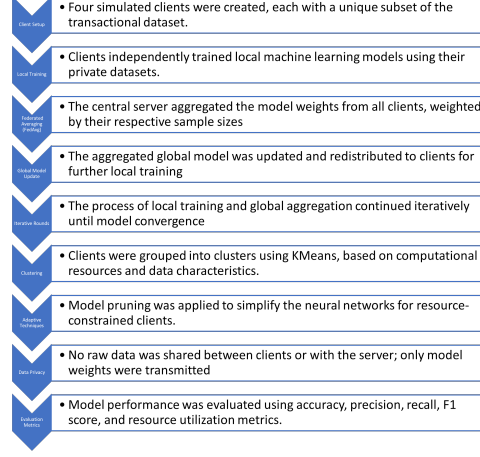 Client Setup
• Four simulated clients were created, each with a unique subset of the
transactional dataset.
Local Training
• Clients independently trained local machine learning models using their
private datasets.
Federated
Averaging
(FedAvg)
• The central server aggregated the model weights from all clients, weighted
by their respective sample sizes
Global Model
Update
• The aggregated global model was updated and redistributed to clients for
further local training
Iterative Rounds
• The process of local training and global aggregation continued iteratively
until model convergence
Clustering
• Clients were grouped into clusters using KMeans, based on computational
resources and data characteristics.
Adaptive
Techniques
• Model pruning was applied to simplify the neural networks for resource-
constrained clients.
Data Privacy
• No raw data was shared between clients or with the server; only model
weights were transmitted
Evaluation
Metrics
• Model performance was evaluated using accuracy, precision, recall, F1
score, and resource utilization metrics.